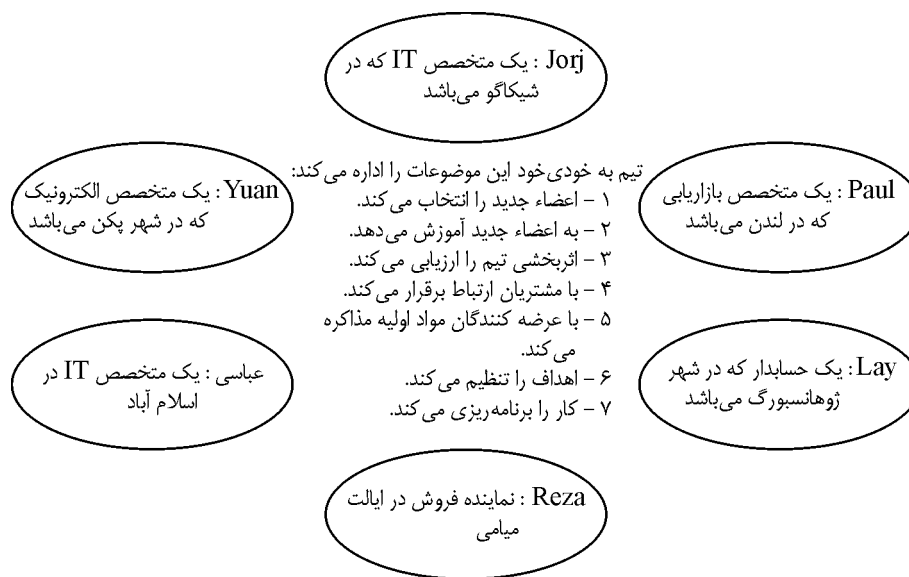 Jorj : یک متخصص IT که در
شیکاگو می‌باشد
Paul : یک متخصص بازاریابی
که در لندن می‌باشد
Yuan : یک متخصص الکترونیک
که در شهر پکن می‌باشد
تیم به خودی‌خود این موضوعات را اداره می‌کند:
۱ – اعضاء جدید را انتخاب می‌کند.
۲ – به اعضاء جدید آموزش می‌دهد.
۳ – اثربخشی تیم را ارزیابی می‌کند.
۴ – با مشتریان ارتباط برقرار می‌کند.
۵ – با عرضه کنندگان مواد اولیه مذاکره
می‌کند.
۶ – اهداف را تنظیم می‌کند.
۷ – کار را برنامه‌ریزی می‌کند.
Lay : یک حسابدار که در شهر
ژوهانسبورگ می‌باشد
عباسی : یک متخصص IT در
اسلام آباد
Reza : نماینده فروش در ایالت
میامی